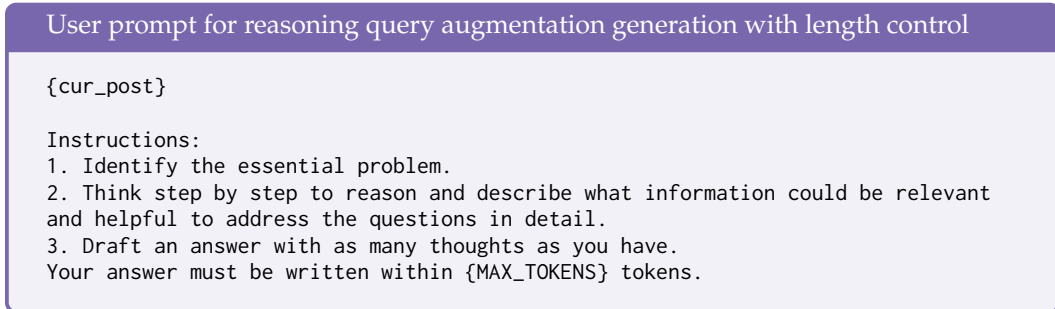 User prompt for reasoning query augmentation generation with length control
{cur_post}
Instructions:
1. Identify the essential problem.
2. Think step by step to reason and describe what information could be relevant
and helpful to address the questions in detail.
3. Draft an answer with as many thoughts as you have.
Your answer must be written within {MAX_TOKENS} tokens.